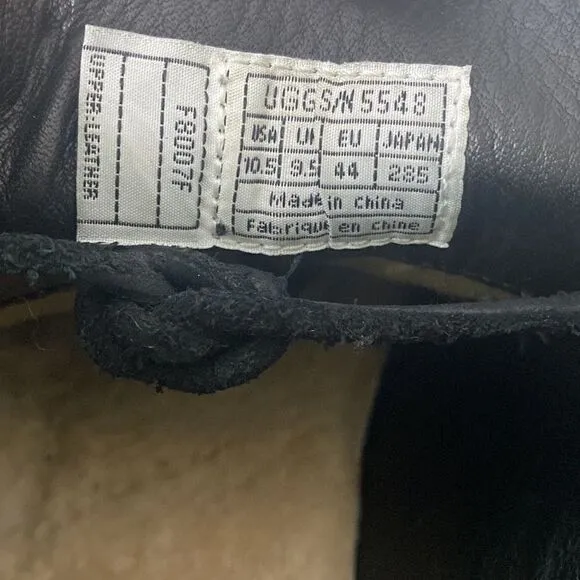 UPPER: LEATHER
F8007F
UGGS/N 5548
USA UK EU JAPAN
10.5 9.5 44 285
Made in China
Fabriqué en Chine